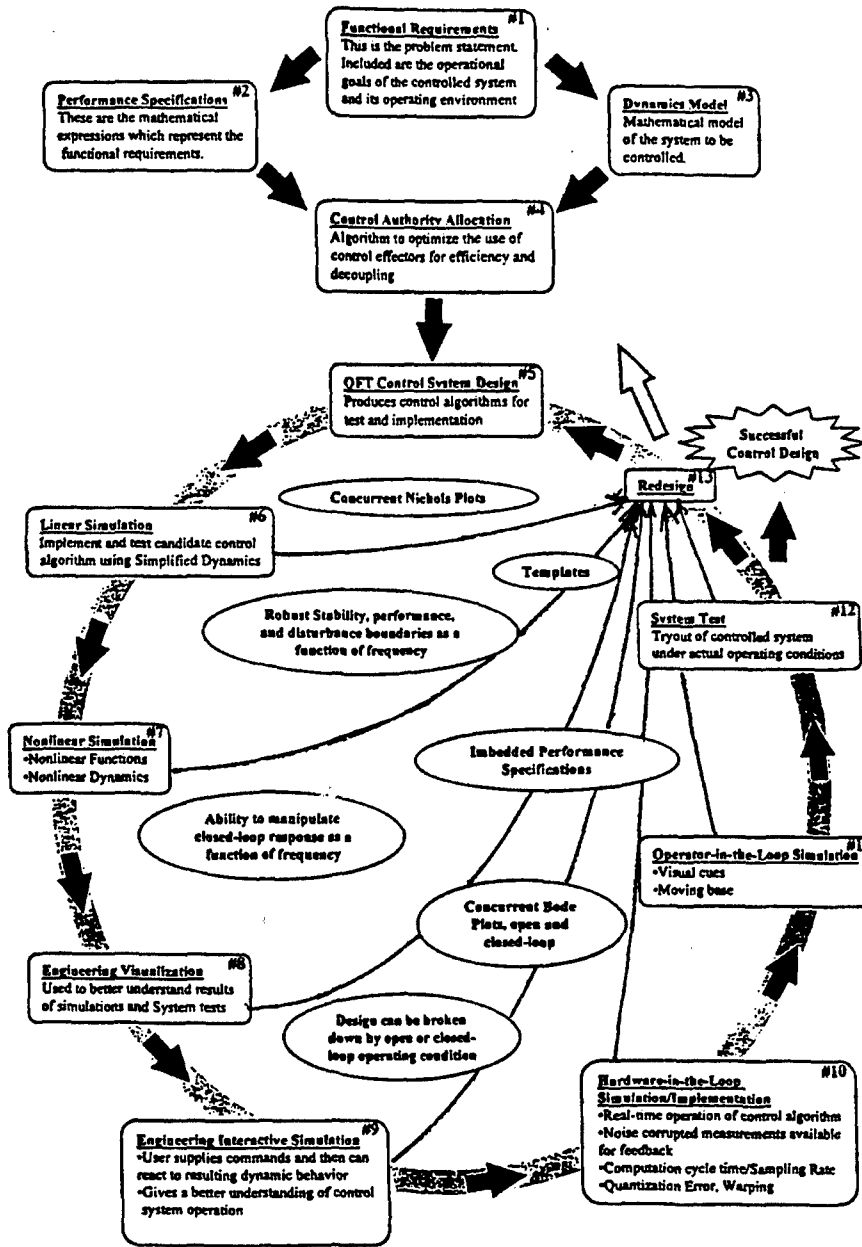 #1
Functional Requirements
This is the problem statement.
Included are the operational
goals of the controlled system
and its operating environment
#2
Performance Specifications
These are the mathematical
expressions which represent the
functional requirements.
#3
Dynamics Model
Mathematical model
of the system to be
controlled.
Control Authority Allocation
Algorithm to optimize the use of
control effectors for efficiency and
decoupling
#5
QFT Control System Design
Produces control algorithms for
test and implementation
Successful
Control Design
#13
Redesign
Concurrent Nichols Plots
#6
Linear Simulation
Implement and test candidate control
algorithm using Simplified Dynamics
Templates
Robust Stability, performance,
and disturbance boundaries as a
function of frequency
#12
System Test
Tryout of controlled system
under actual operating conditions
#7
Nonlinear Simulation
•Nonlinear Functions
•Nonlinear Dynamics
Imbedded Performance
Specifications
Ability to manipulate
closed-loop response as a
function of frequency
#1
Operator-in-the-Loop Simulation
•Visual cues
•Moving base
Concurrent Bode
Plots, open and
closed-loop
#8
Engineering Visualization
Used to better understand results
of simulations and System tests
Design can be broken
down by open or closed-
loop operating condition
#10
Hardware-in-the-Loop
Simulation/Implementation
•Real-time operation of control algorithm
•Noise corrupted measurements available
for feedback
•Computation cycle time/Sampling Rate
•Quantization Error, Warping
#9
Engineering Interactive Simulation
•User supplies commands and then can
react to resulting dynamic behavior
•Gives a better understanding of control
system operation